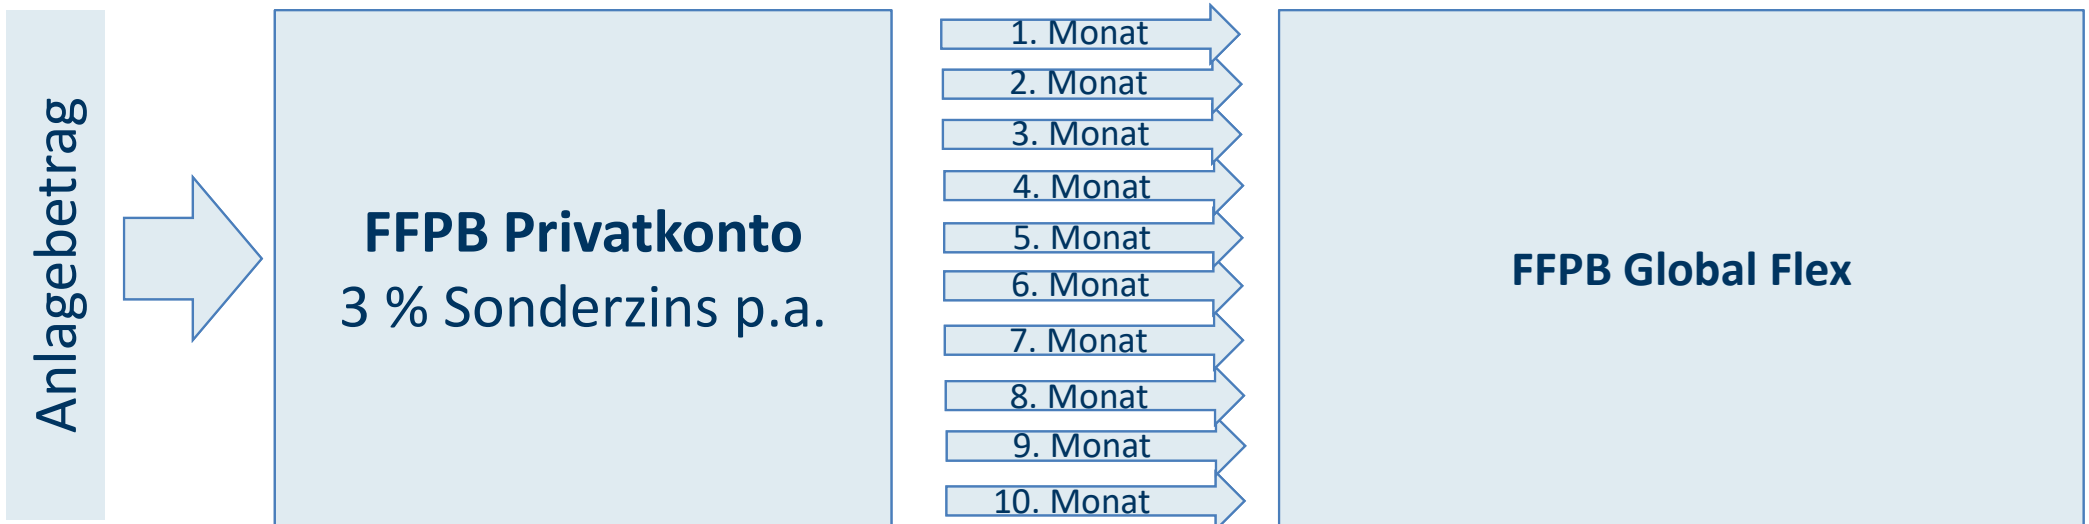 Anlagebetrag
FFPB Privatkonto
3 % Sonderzins p.a.
1. Monat
2. Monat
3. Monat
4. Monat
5. Monat
6. Monat
7. Monat
8. Monat
9. Monat
10. Monat
FFPB Global Flex